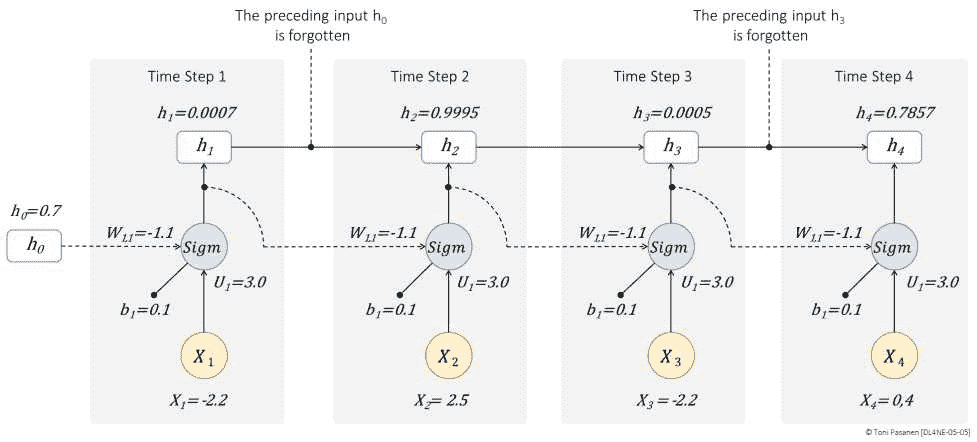 The preceding input h₀
is forgotten
The preceding input h₃
is forgotten
Time Step 1
Time Step 2
Time Step 3
Time Step 4
h₁=0.0007
h₂=0.9995
h₃=0.0005
h₄=0.7857
h₁
h₂
h₃
h₄
h₀=0.7
h₀
W_L1=-1.1
Sigm
W_L1=-1.1
Sigm
W_L1=-1.1
Sigm
W_L1=-1.1
Sigm
U₁=3.0
U₁=3.0
U₁=3.0
U₁=3.0
b₁=0.1
b₁=0.1
b₁=0.1
b₁=0.1
X₁
X₂
X₃
X₄
X₁=-2.2
X₂= 2.5
X₃=-2.2
X₄= 0,4
© Toni Pasanen [DL4NE-05-05]